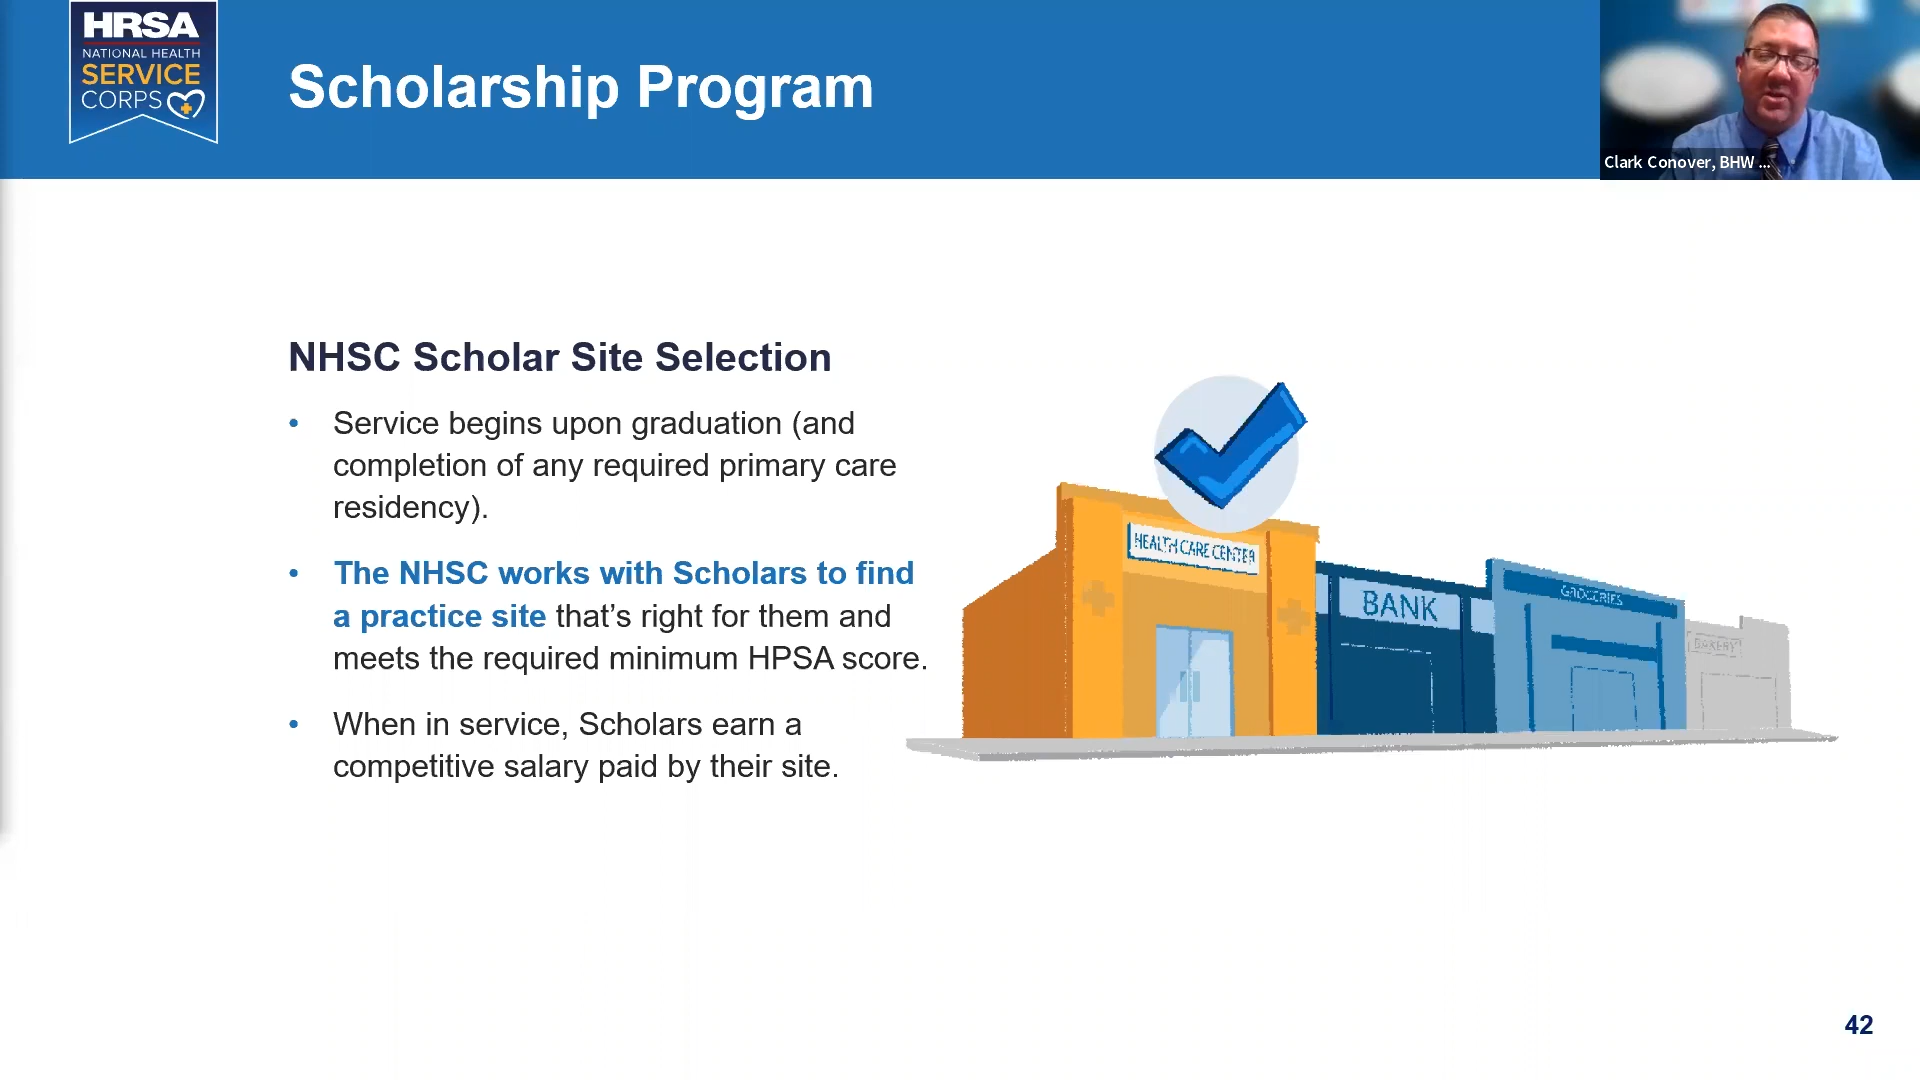 HRSA
NATIONAL HEALTH
SERVICE
CORPS
Scholarship Program
Clark Conover, BHW ...
NHSC Scholar Site Selection
• Service begins upon graduation (and
completion of any required primary care
residency).
• The NHSC works with Scholars to find
a practice site that’s right for them and
meets the required minimum HPSA score.
• When in service, Scholars earn a
competitive salary paid by their site.
HEALTH CARE CENTER
BANK
GROCERIES
BAKERY
42